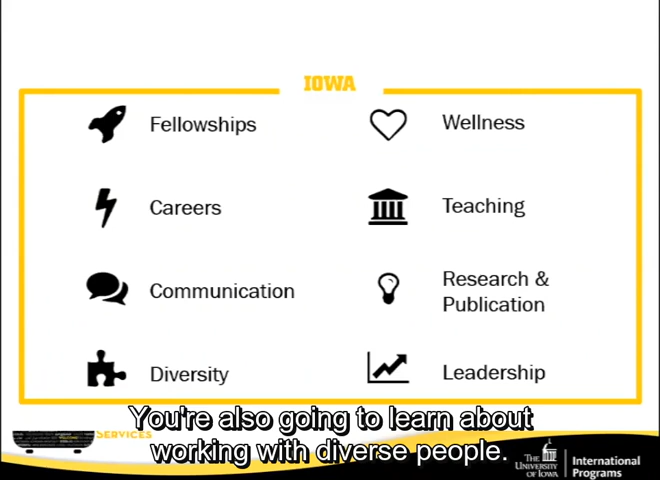 IOWA
Fellowships
Careers
Communication
Diversity
Wellness
Teaching
Research &
Publication
Leadership
SERVICES
You're also going to learn about
working with diverse people.
THE
UNIVERSITY
OF IOWA
International
Programs